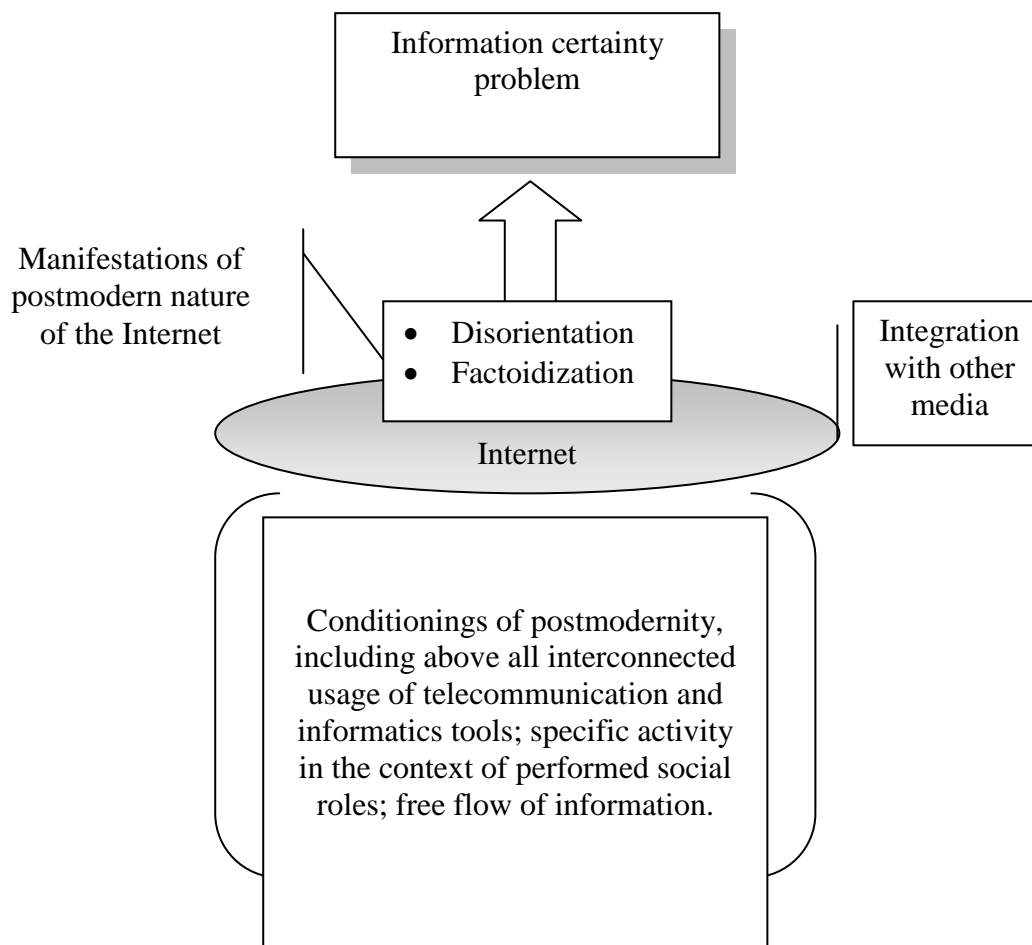 Information certainty
problem
Manifestations of
postmodern nature
of the Internet
• Disorientation
• Factoidization
Integration
with other
media
Internet
Conditionings of postmodernity,
including above all interconnected
usage of telecommunication and
informatics tools; specific activity
in the context of performed social
roles; free flow of information.